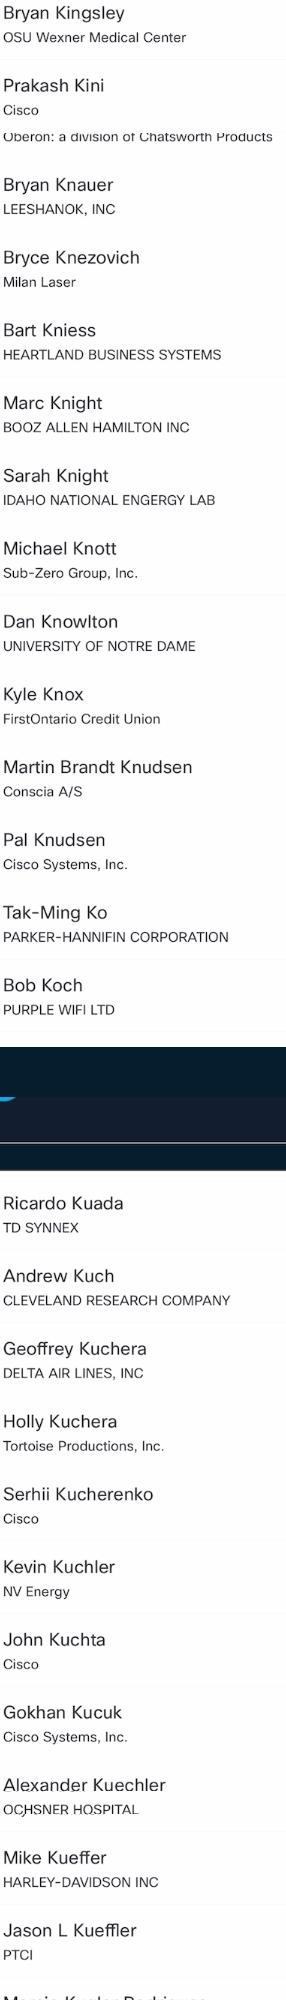 Bryan Kingsley
OSU Wexner Medical Center
Prakash Kini
Cisco
Oberon: a division of Chatsworth Products
Bryan Knauer
LEESHANOK, INC
Bryce Knezovich
Milan Laser
Bart Kniess
HEARTLAND BUSINESS SYSTEMS
Marc Knight
BOOZ ALLEN HAMILTON INC
Sarah Knight
IDAHO NATIONAL ENGERGY LAB
Michael Knott
Sub-Zero Group, Inc.
Dan Knowlton
UNIVERSITY OF NOTRE DAME
Kyle Knox
FirstOntario Credit Union
Martin Brandt Knudsen
Conscia A/S
Pal Knudsen
Cisco Systems, Inc.
Tak-Ming Ko
PARKER-HANNIFIN CORPORATION
Bob Koch
PURPLE WIFI LTD
Ricardo Kuada
TD SYNNEX
Andrew Kuch
CLEVELAND RESEARCH COMPANY
Geoffrey Kuchera
DELTA AIR LINES, INC
Holly Kuchera
Tortoise Productions, Inc.
Serhii Kucherenko
Cisco
Kevin Kuchler
NV Energy
John Kuchta
Cisco
Gokhan Kucuk
Cisco Systems, Inc.
Alexander Kuechler
OCHSNER HOSPITAL
Mike Kueffer
HARLEY-DAVIDSON INC
Jason L Kueffler
PTCI